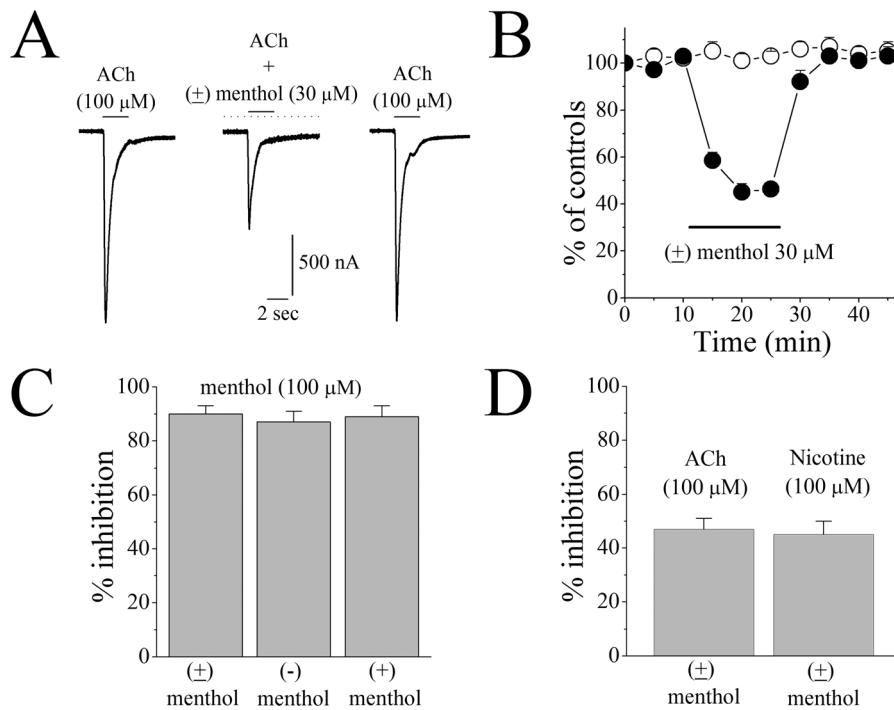 A
ACh
(100 μM)
ACh
+
(±) menthol (30 μM)
ACh
(100 μM)
500 nA
2 sec
B
% of controls
100
80
60
40
20
0
0
10
20
30
40
(±) menthol 30 μM
Time (min)
C
% inhibition
100
80
60
40
20
0
menthol (100 μM)
(±)
menthol
(-)
menthol
(+)
menthol
D
% inhibition
100
80
60
40
20
0
ACh
(100 μM)
Nicotine
(100 μM)
(±)
menthol
(±)
menthol